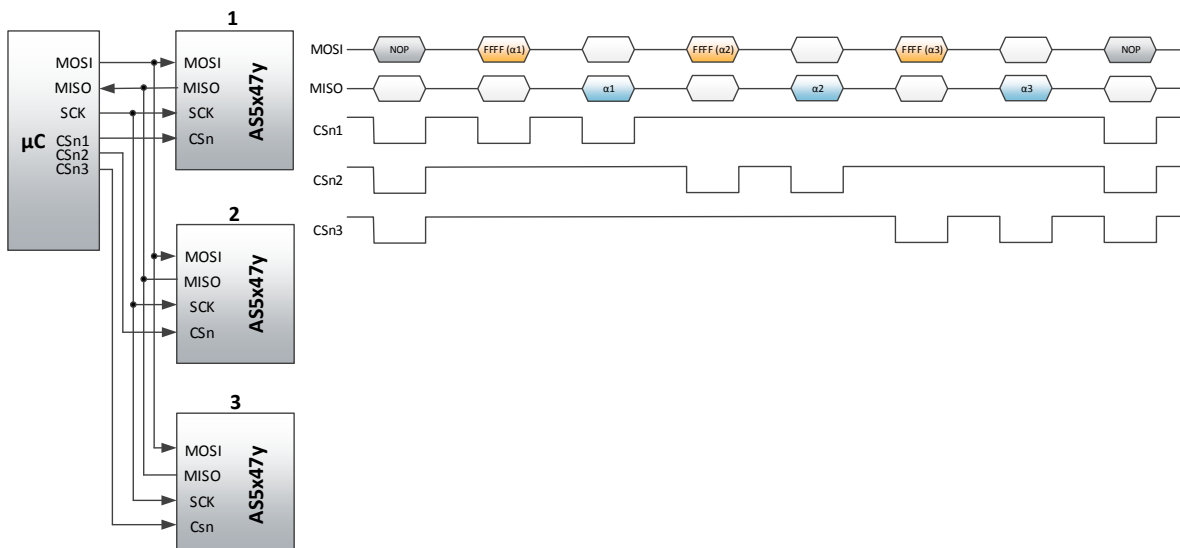 1
MOSI
MISO
SCK
CSn1
CSn2
CSn3
µC
MOSI
MISO
SCK
CSn
AS5x47y
2
MOSI
MISO
SCK
CSn
AS5x47y
3
MOSI
MISO
SCK
Csn
AS5x47y
MOSI NOP FFFF (α1) FFFF (α2) FFFF (α3) NOP
MISO α1 α2 α3
CSn1
CSn2
CSn3